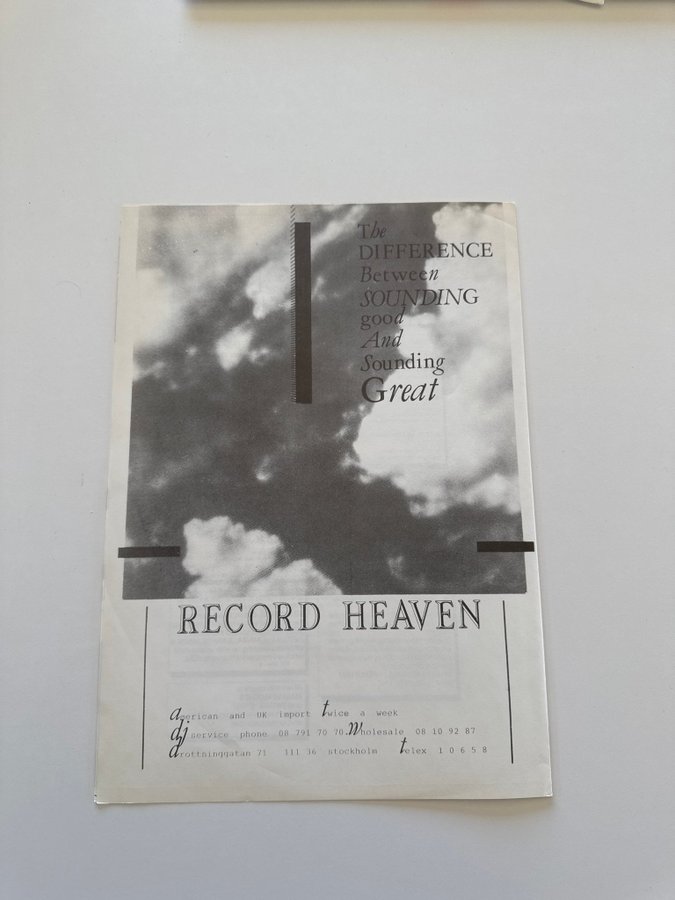 The
DIFFERENCE
Between
SOUNDING
good
And
Sounding
Great
RECORD HEAVEN
american and UK import twice a week
dj service phone 08 791 70 70. Wholesale 08 10 92 87
drottninggatan 71 111 36 stockholm telex 1 0 6 5 8